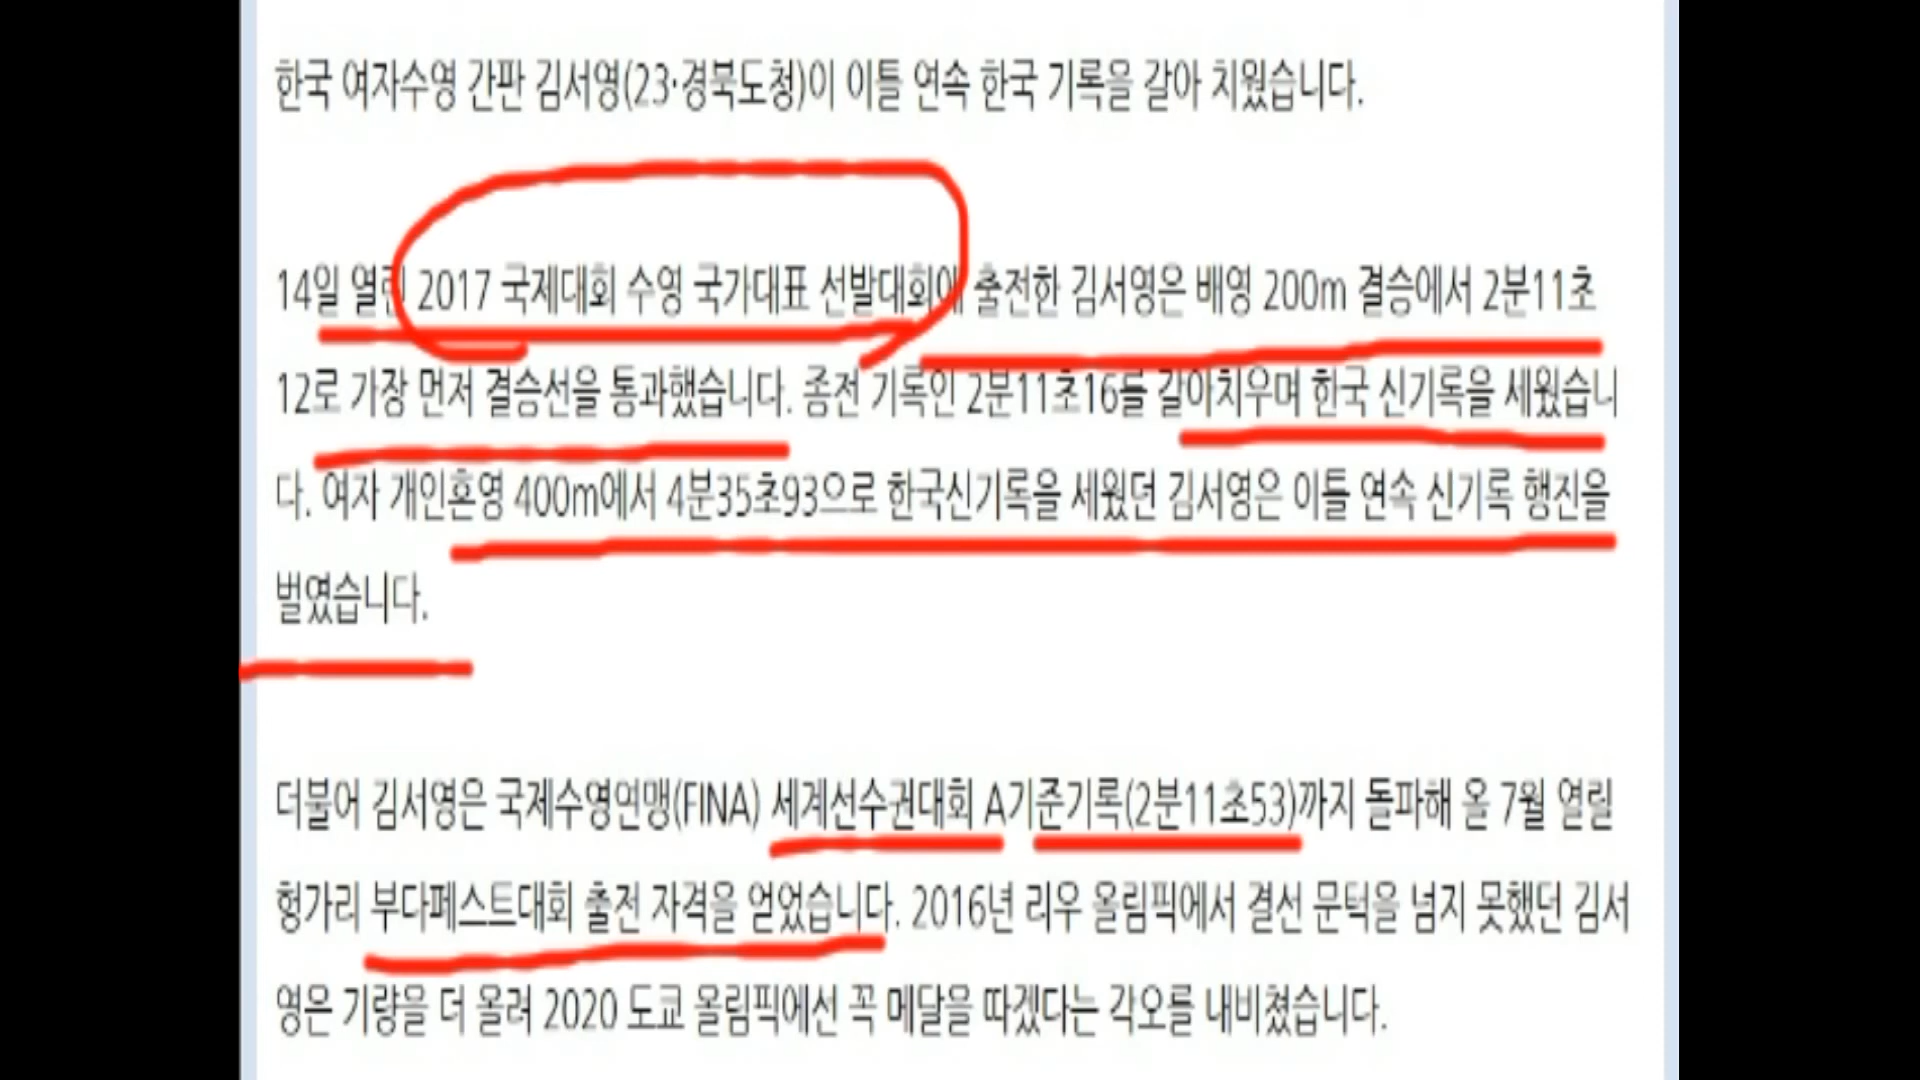 한국 여자수영 간판 김서영(23·경북도청)이 이틀 연속 한국 기록을 갈아 치웠습니다.
14일 열린 2017 국제대회 수영 국가대표 선발대회에 출전한 김서영은 배영 200m 결승에서 2분11초
12로 가장 먼저 결승선을 통과했습니다. 종전 기록인 2분11초16를 갈아치우며 한국 신기록을 세웠습니
다. 여자 개인혼영 400m에서 4분35초93으로 한국신기록을 세웠던 김서영은 이틀 연속 신기록 행진을
벌였습니다.
더불어 김서영은 국제수영연맹(FINA) 세계선수권대회 A기준기록(2분11초53)까지 돌파해 올 7월 열릴
헝가리 부다페스트대회 출전 자격을 얻었습니다. 2016년 리우 올림픽에서 결선 문턱을 넘지 못했던 김서
영은 기량을 더 올려 2020 도쿄 올림픽에선 꼭 메달을 따겠다는 각오를 내비쳤습니다.